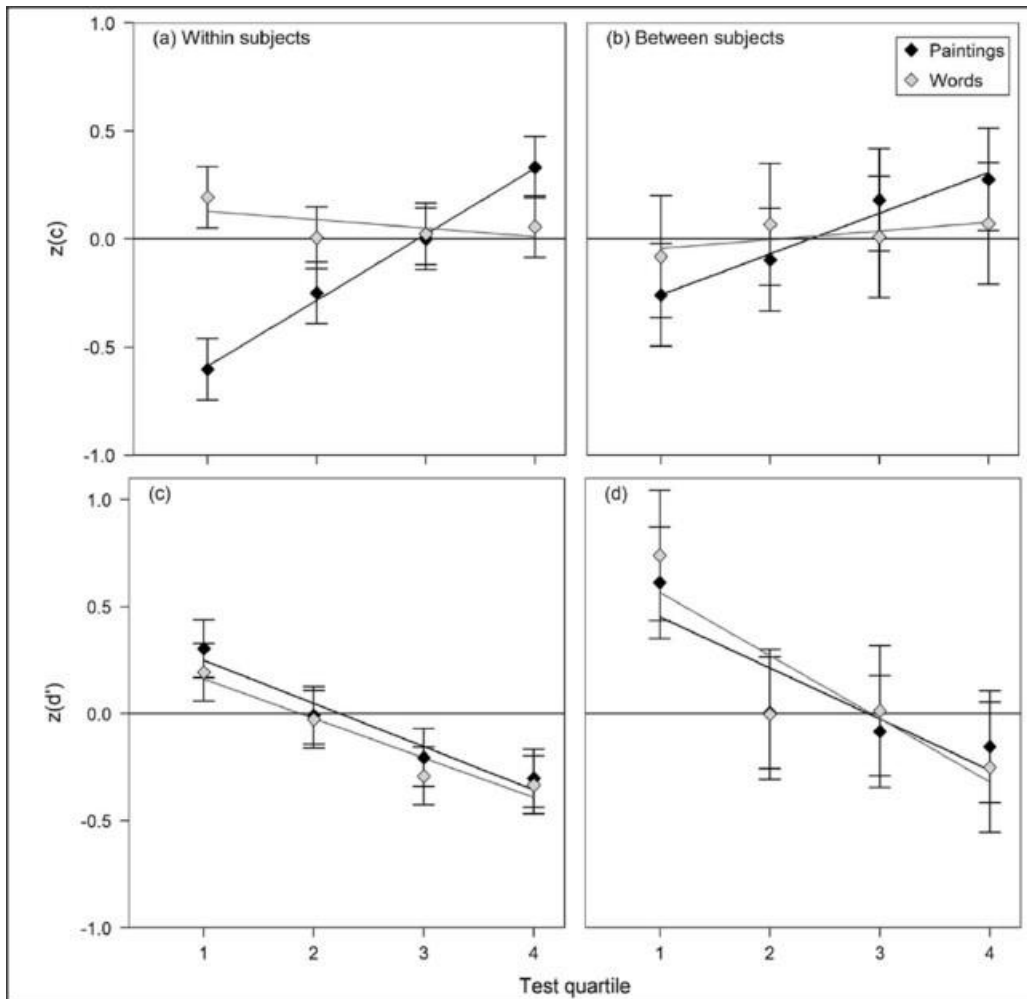 (a) Within subjects
(b) Between subjects
Paintings
Words
1.0
0.5
0.0
-0.5
-1.0
z(c)
(c)
(d)
1.0
0.5
0.0
-0.5
-1.0
z(d')
1 2 3 4
1 2 3 4
Test quartile